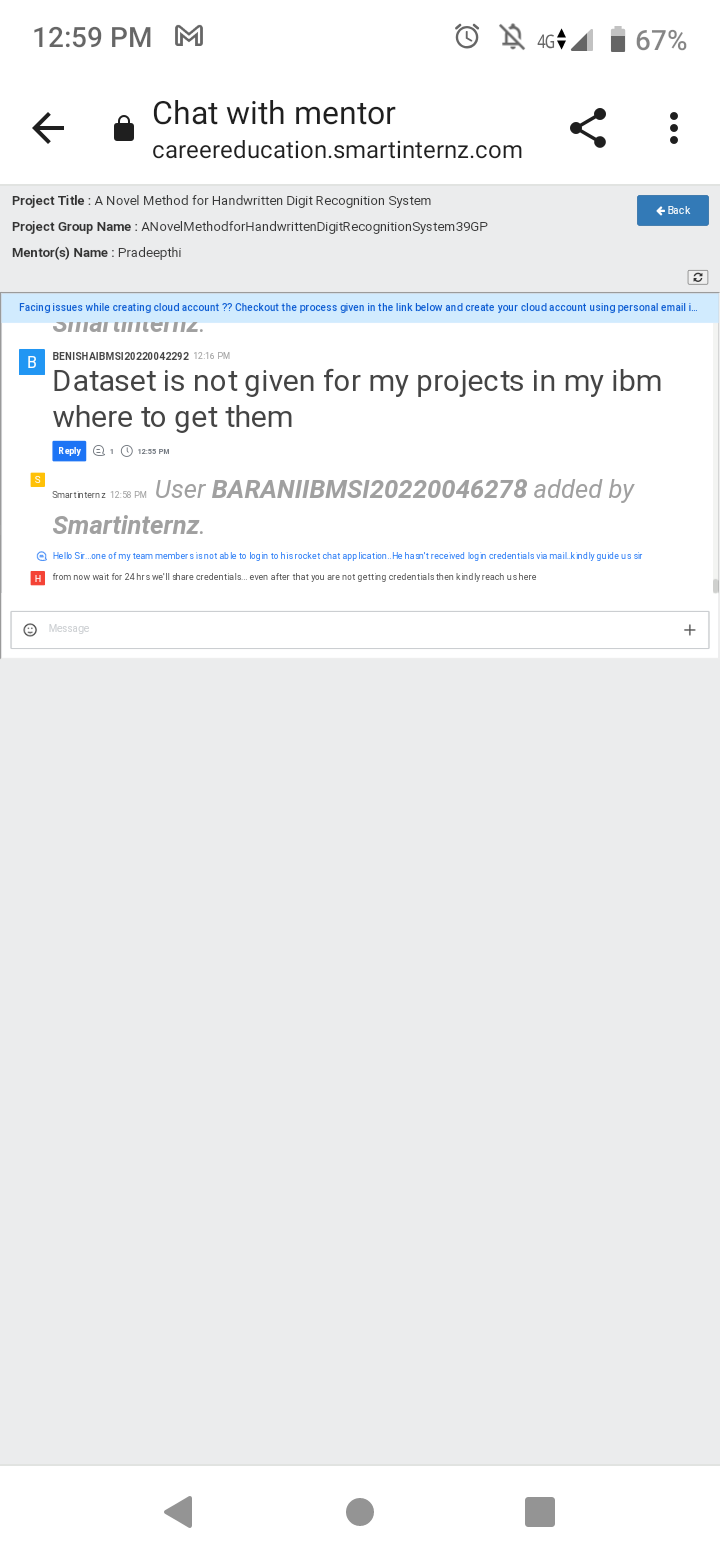 12:59 PM
4G
67%
Chat with mentor
careereducation.smartinternz.com
Project Title : A Novel Method for Handwritten Digit Recognition System
Back
Project Group Name : ANovelMethodforHandwrittenDigitRecognitionSystem39GP
Mentor(s) Name : Pradeepthi
Facing issues while creating cloud account ?? Checkout the process given in the link below and create your cloud account using personal email i...
Smartinternz.
B
BENISHAIBMSI20220042292 12:16 PM
Dataset is not given for my projects in my ibm
where to get them
Reply 1 12:55 PM
S
Smartinternz 12:58 PM User BARANIIBMSI20220046278 added by
Smartinternz.
Hello Sir...one of my team members is not able to login to his rocket chat application..He hasn't received login credentials via mail..kindly guide us sir
H
from now wait for 24 hrs we'll share credentials... even after that you are not getting credentials then kindly reach us here
Message